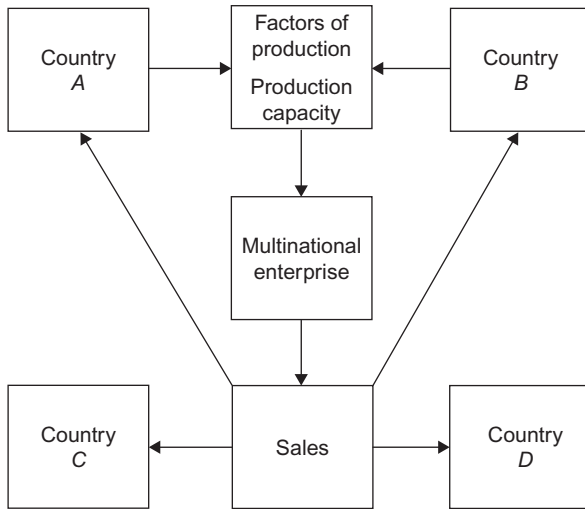 Country
A
Factors of
production
Production
capacity
Country
B
Multinational
enterprise
Country
C
Sales
Country
D